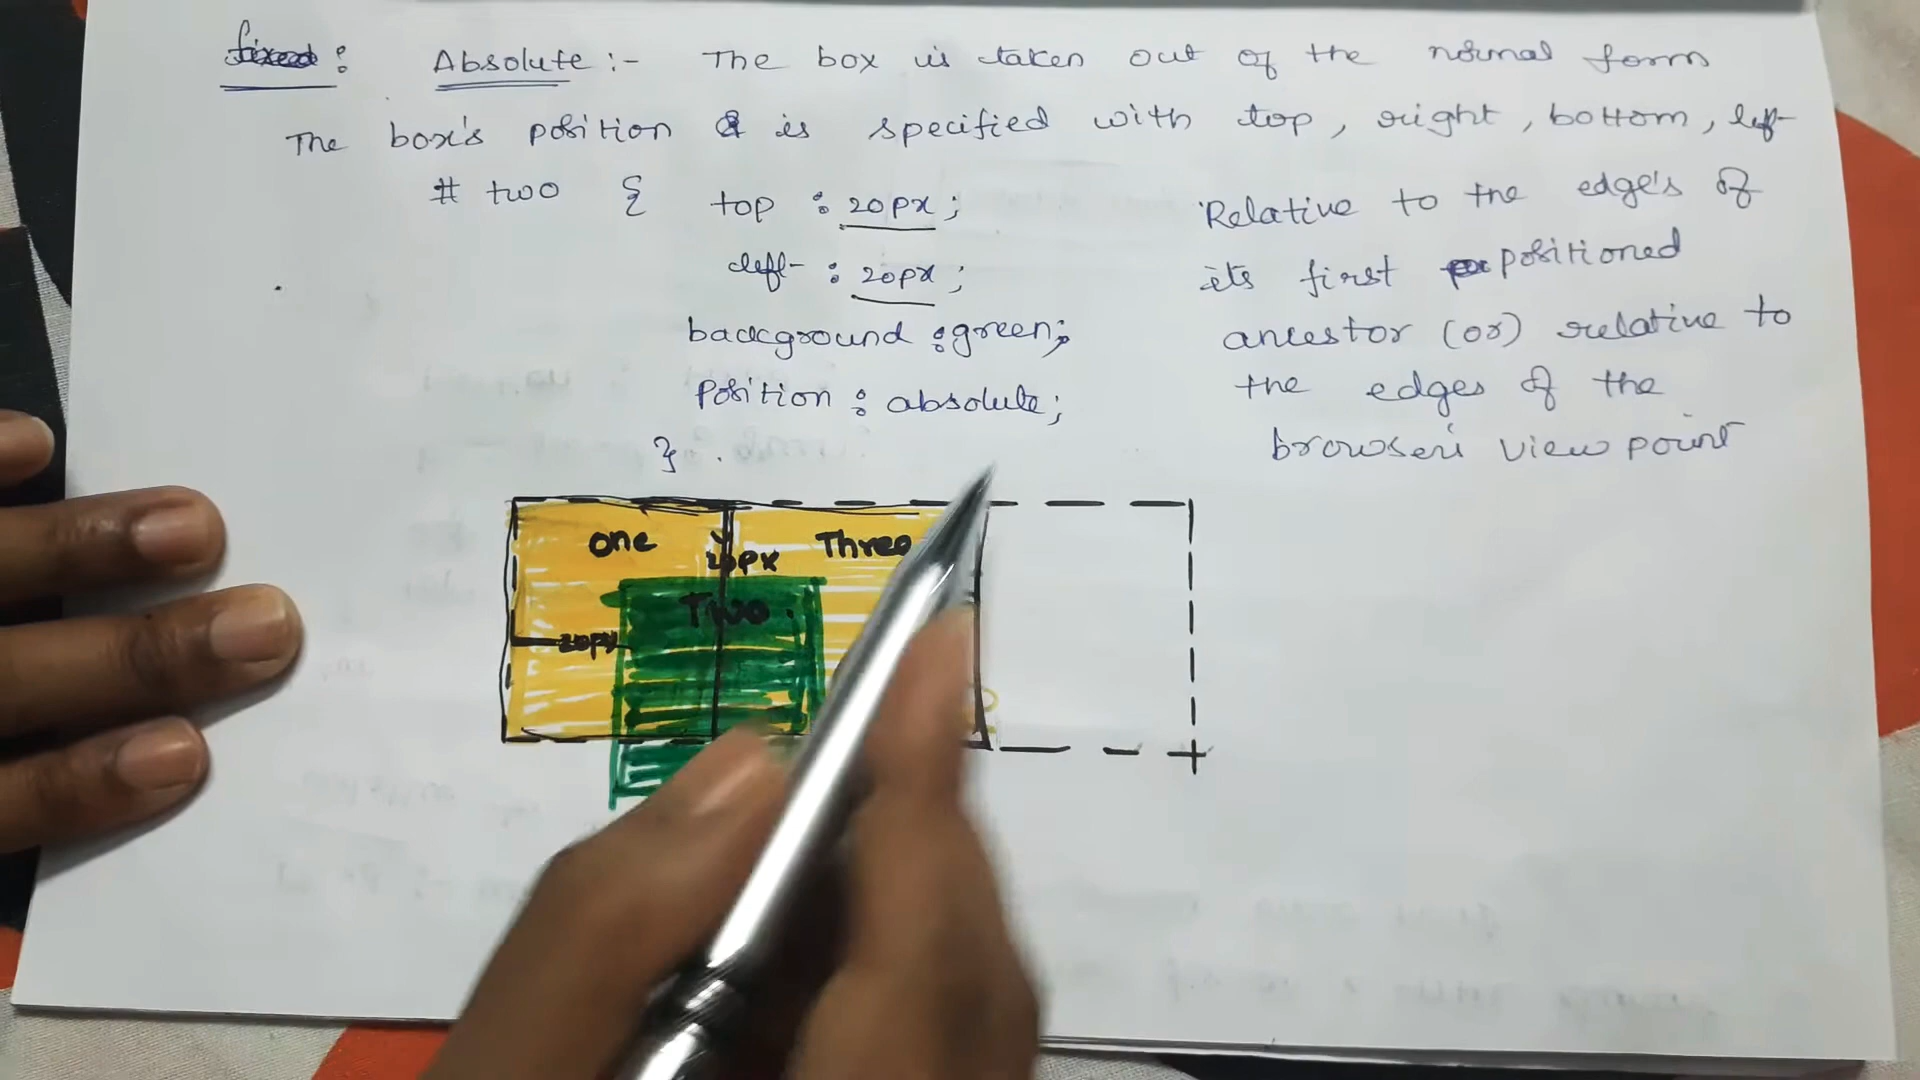 fixed : Absolute :- The box is taken out of the normal form
The box's position is specified with top, right, bottom, left
# two { top : 20px;
left : 20px;
background : green;
position : absolute;
} .
Relative to the edge's of
its first positioned
ancestor (or) relative to
the edges of the
browser's view point
one
20px
Three
Two
20px